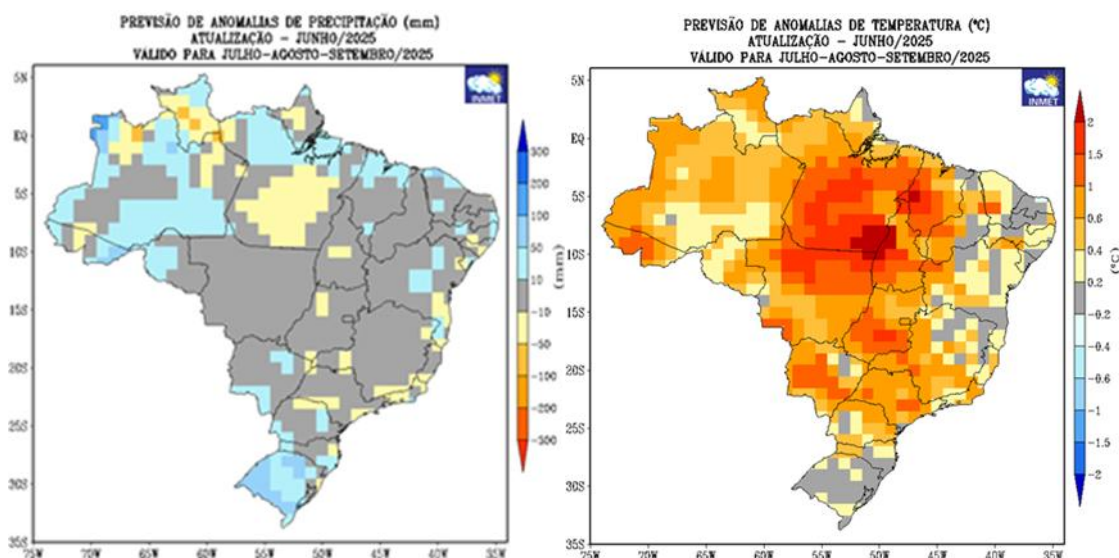 PREVISÃO DE ANOMALIAS DE PRECIPITAÇÃO (mm)
ATUALIZAÇÃO – JUNHO/2025
VÁLIDO PARA JULHO–AGOSTO–SETEMBRO/2025
INMET
5N
EQ
5S
10S
15S
20S
25S
30S
35S
75W
70W
65W
60W
55W
50W
45W
40W
35W
300
200
100
50
10
-10
-50
-100
-200
-300
(mm)
PREVISÃO DE ANOMALIAS DE TEMPERATURA (°C)
ATUALIZAÇÃO – JUNHO/2025
VÁLIDO PARA JULHO–AGOSTO–SETEMBRO/2025
INMET
5N
EQ
5S
10S
15S
20S
25S
30S
35S
75W
70W
65W
60W
55W
50W
45W
40W
35W
2
1.5
1
0.6
0.4
0.2
-0.2
-0.4
-0.6
-1
-1.5
-2
(°C)